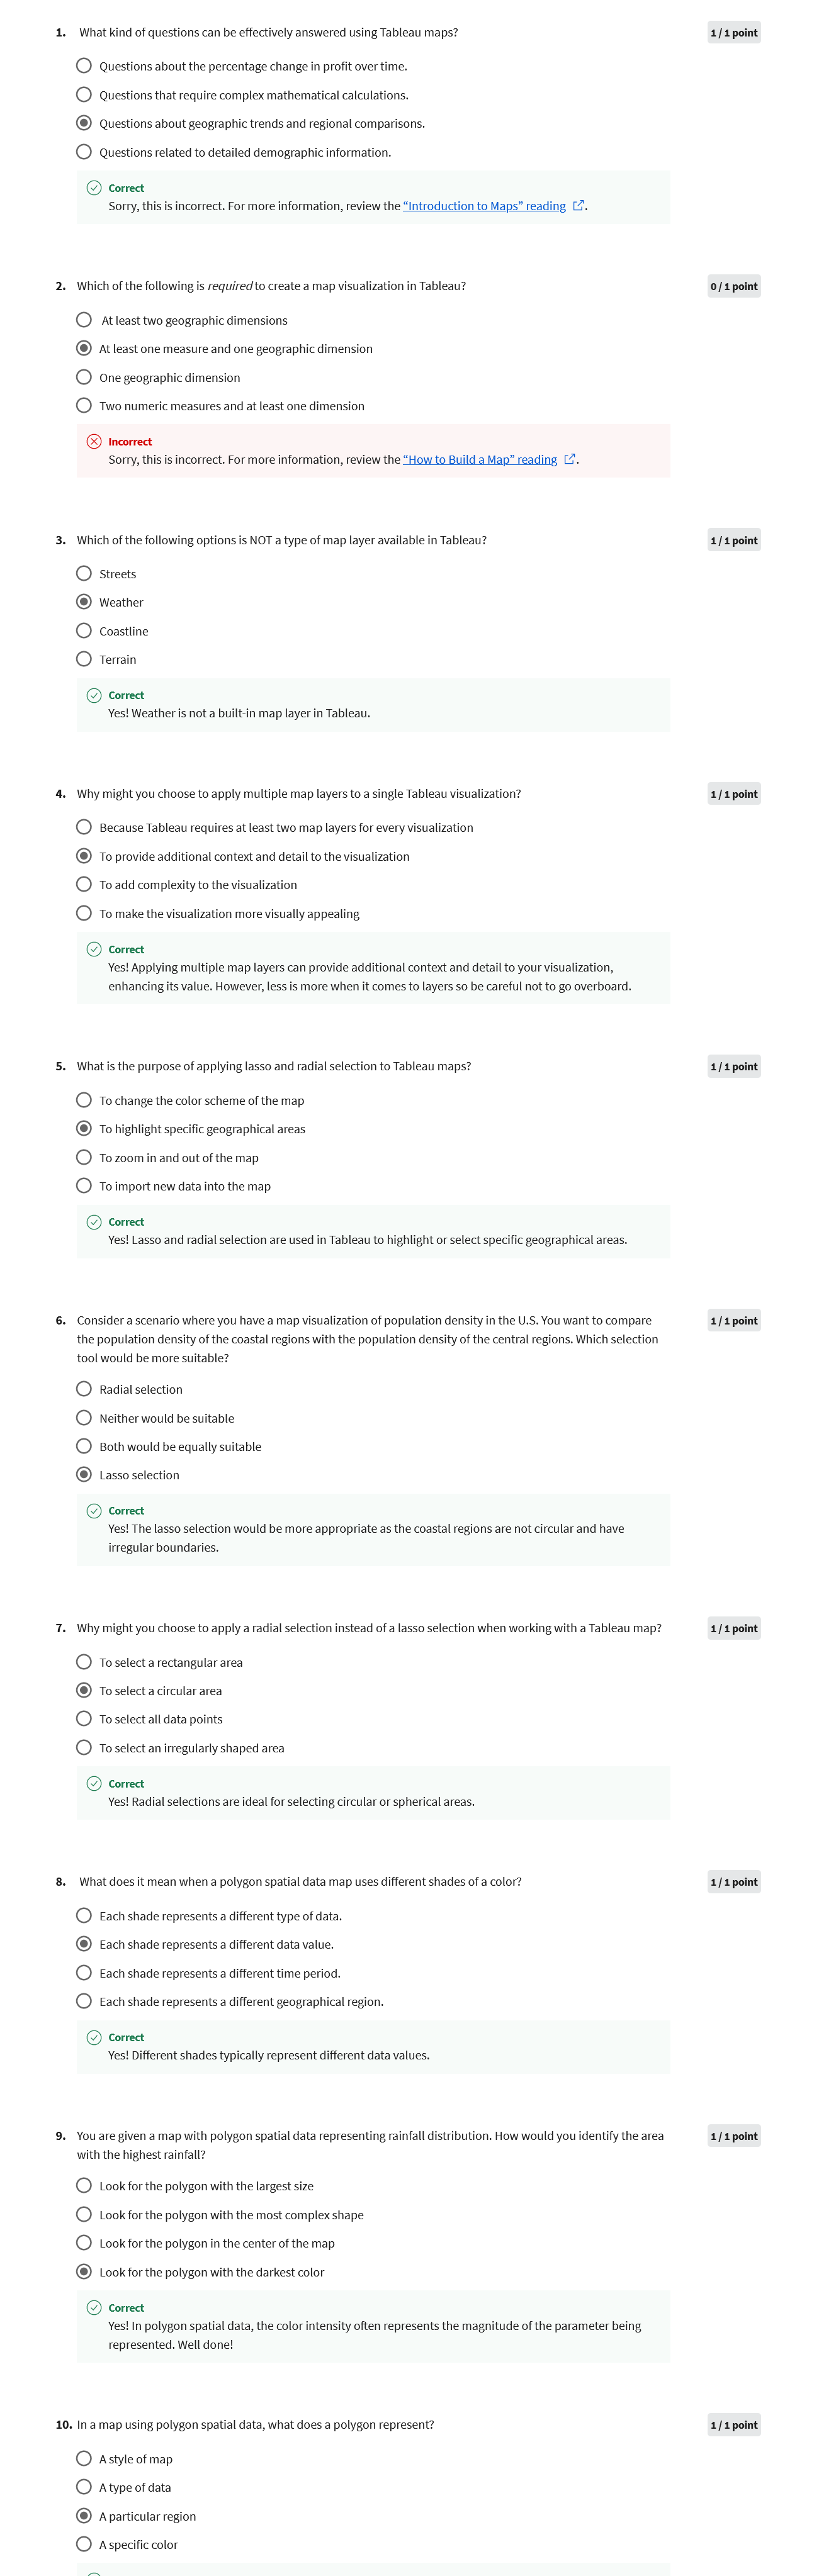 1. What kind of questions can be effectively answered using Tableau maps?
1 / 1 point
Questions about the percentage change in profit over time.
Questions that require complex mathematical calculations.
Questions about geographic trends and regional comparisons.
Questions related to detailed demographic information.
Correct
Sorry, this is incorrect. For more information, review the “Introduction to Maps” reading .
2. Which of the following is required to create a map visualization in Tableau?
0 / 1 point
At least two geographic dimensions
At least one measure and one geographic dimension
One geographic dimension
Two numeric measures and at least one dimension
Incorrect
Sorry, this is incorrect. For more information, review the “How to Build a Map” reading .
3. Which of the following options is NOT a type of map layer available in Tableau?
1 / 1 point
Streets
Weather
Coastline
Terrain
Correct
Yes! Weather is not a built-in map layer in Tableau.
4. Why might you choose to apply multiple map layers to a single Tableau visualization?
1 / 1 point
Because Tableau requires at least two map layers for every visualization
To provide additional context and detail to the visualization
To add complexity to the visualization
To make the visualization more visually appealing
Correct
Yes! Applying multiple map layers can provide additional context and detail to your visualization,
enhancing its value. However, less is more when it comes to layers so be careful not to go overboard.
5. What is the purpose of applying lasso and radial selection to Tableau maps?
1 / 1 point
To change the color scheme of the map
To highlight specific geographical areas
To zoom in and out of the map
To import new data into the map
Correct
Yes! Lasso and radial selection are used in Tableau to highlight or select specific geographical areas.
6. Consider a scenario where you have a map visualization of population density in the U.S. You want to compare
the population density of the coastal regions with the population density of the central regions. Which selection
tool would be more suitable?
1 / 1 point
Radial selection
Neither would be suitable
Both would be equally suitable
Lasso selection
Correct
Yes! The lasso selection would be more appropriate as the coastal regions are not circular and have
irregular boundaries.
7. Why might you choose to apply a radial selection instead of a lasso selection when working with a Tableau map?
1 / 1 point
To select a rectangular area
To select a circular area
To select all data points
To select an irregularly shaped area
Correct
Yes! Radial selections are ideal for selecting circular or spherical areas.
8. What does it mean when a polygon spatial data map uses different shades of a color?
1 / 1 point
Each shade represents a different type of data.
Each shade represents a different data value.
Each shade represents a different time period.
Each shade represents a different geographical region.
Correct
Yes! Different shades typically represent different data values.
9. You are given a map with polygon spatial data representing rainfall distribution. How would you identify the area
with the highest rainfall?
1 / 1 point
Look for the polygon with the largest size
Look for the polygon with the most complex shape
Look for the polygon in the center of the map
Look for the polygon with the darkest color
Correct
Yes! In polygon spatial data, the color intensity often represents the magnitude of the parameter being
represented. Well done!
10. In a map using polygon spatial data, what does a polygon represent?
1 / 1 point
A style of map
A type of data
A particular region
A specific color